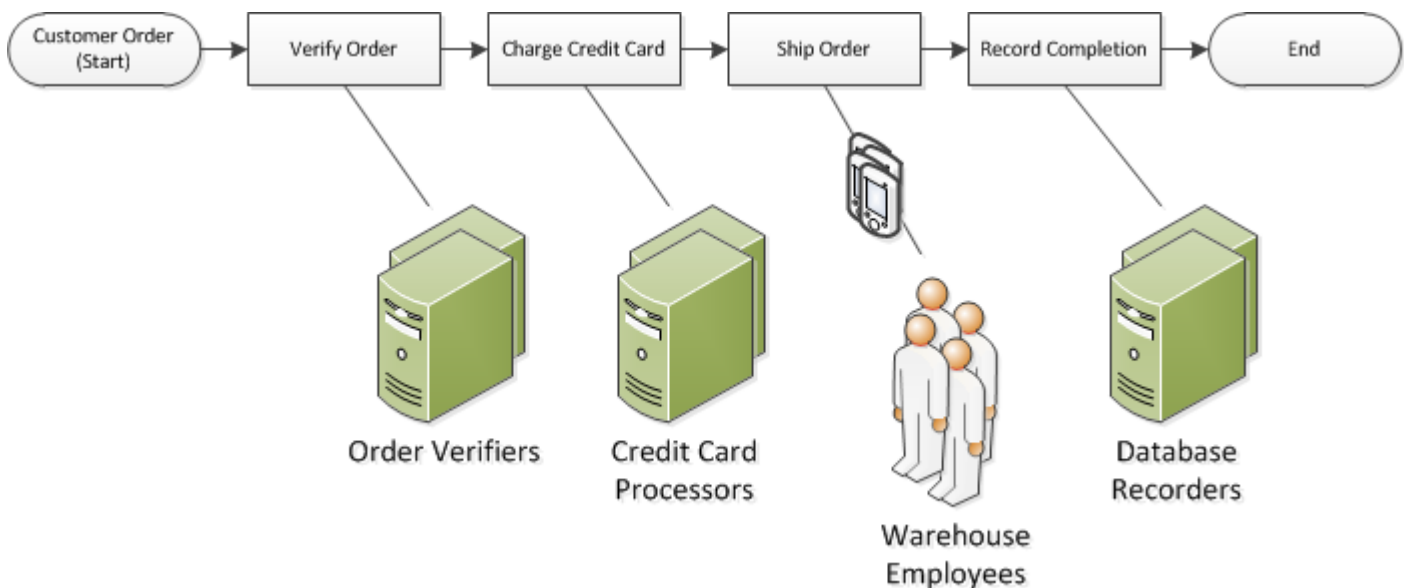 Customer Order
(Start)
Verify Order
Charge Credit Card
Ship Order
Record Completion
End
Order Verifiers
Credit Card
Processors
Warehouse
Employees
Database
Recorders